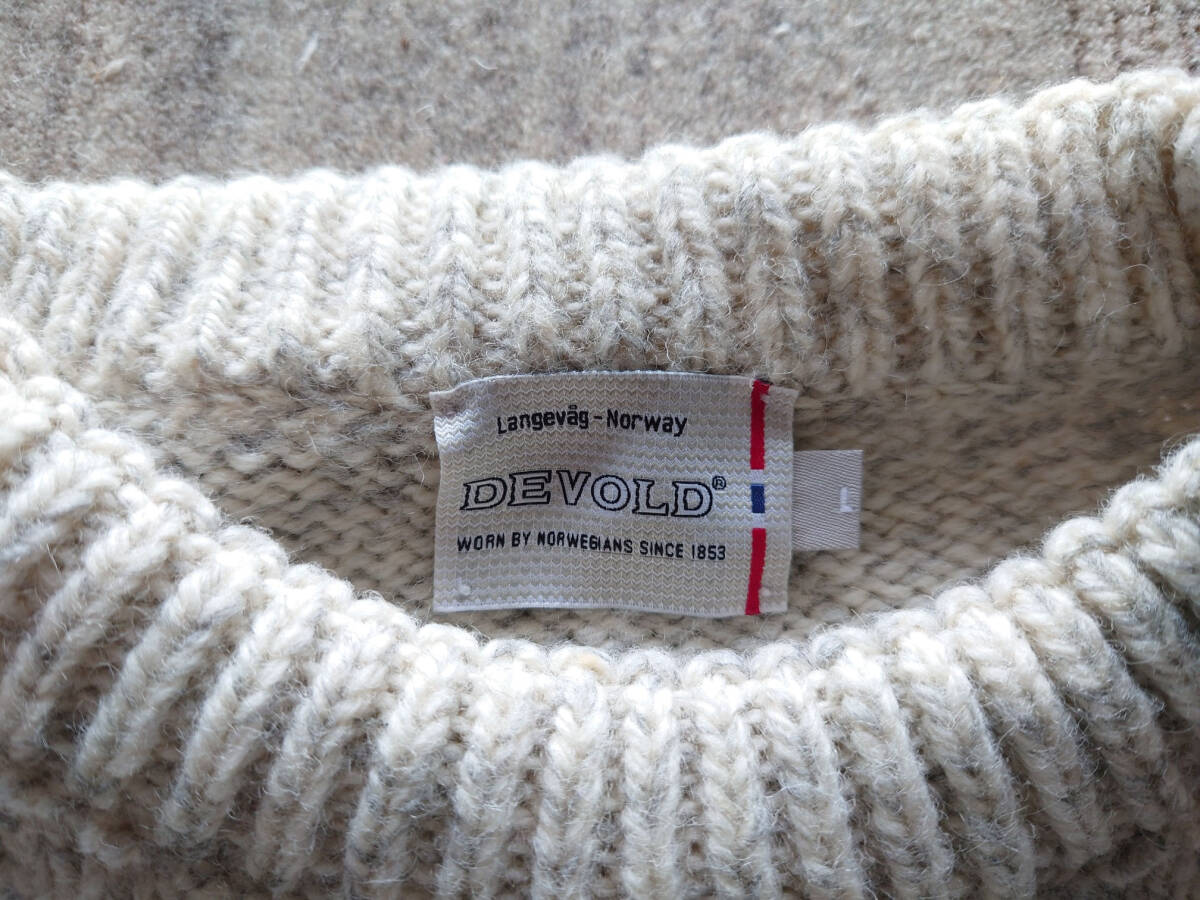 Langevåg - Norway
DEVOLD®
WORN BY NORWEGIANS SINCE 1853